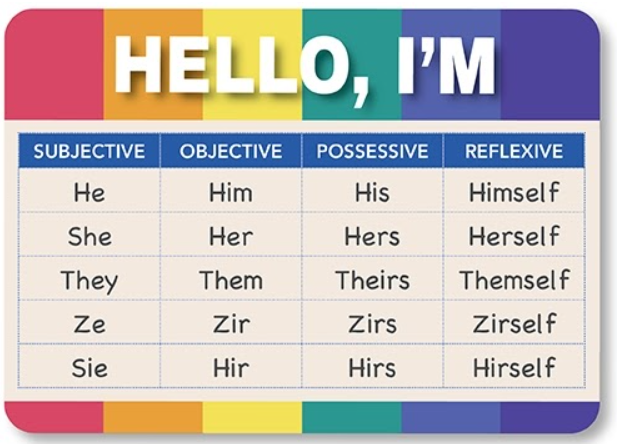 HELLO, I'M
SUBJECTIVE OBJECTIVE POSSESSIVE REFLEXIVE
He Him His Himself
She Her Hers Herself
They Them Theirs Themself
Ze Zir Zirs Zirself
Sie Hir Hirs Hirself